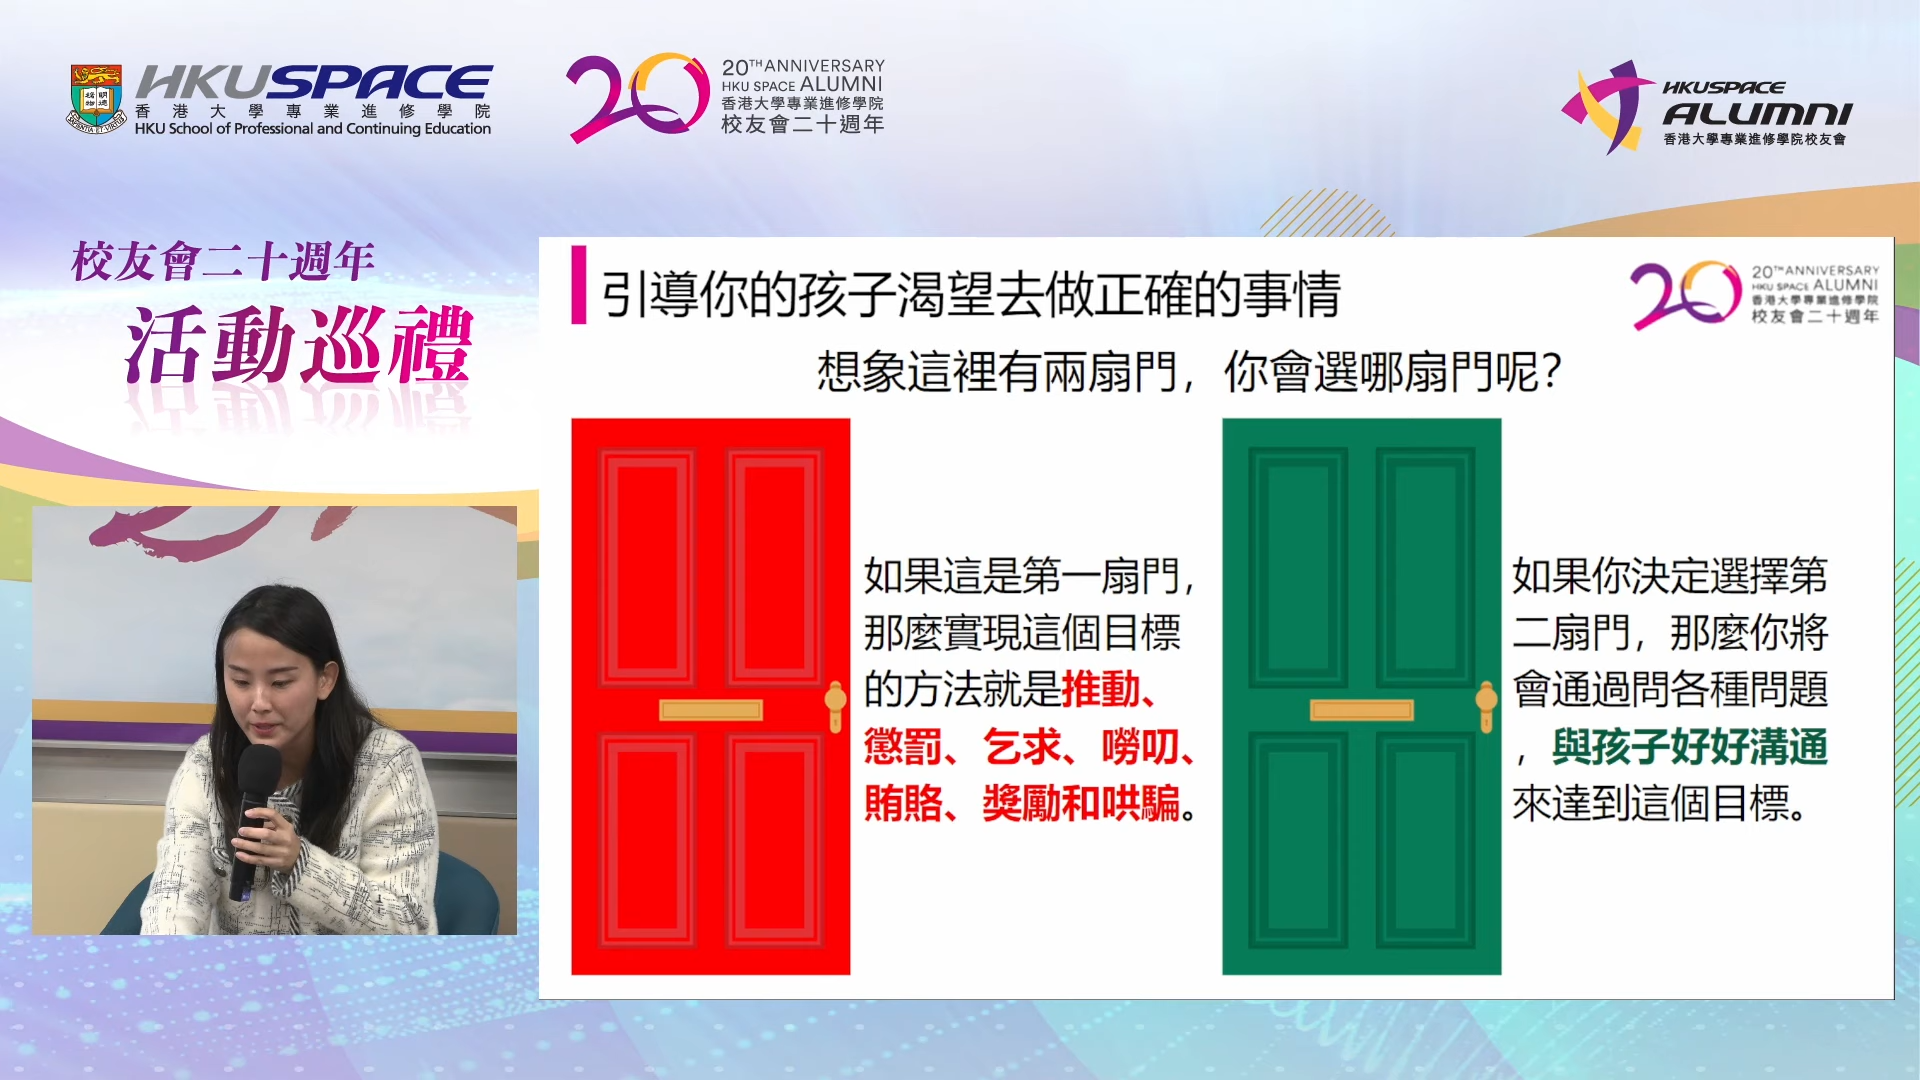 HKUSPACE
香港大學專業進修學院
HKU School of Professional and Continuing Education
20
20TH ANNIVERSARY
HKU SPACE ALUMNI
香港大學專業進修學院
校友會二十週年
HKUSPACE
ALUMNI
香港大學專業進修學院校友會
校友會二十週年
活動巡禮
引導你的孩子渴望去做正確的事情
20
20TH ANNIVERSARY
HKU SPACE ALUMNI
香港大學專業進修學院
校友會二十週年
想象這裡有兩扇門，你會選哪扇門呢？
如果這是第一扇門，
那麼實現這個目標
的方法就是推動、
懲罰、乞求、嘮叨、
賄賂、獎勵和哄騙。
如果你決定選擇第
二扇門，那麼你將
會通過問各種問題
，與孩子好好溝通
來達到這個目標。